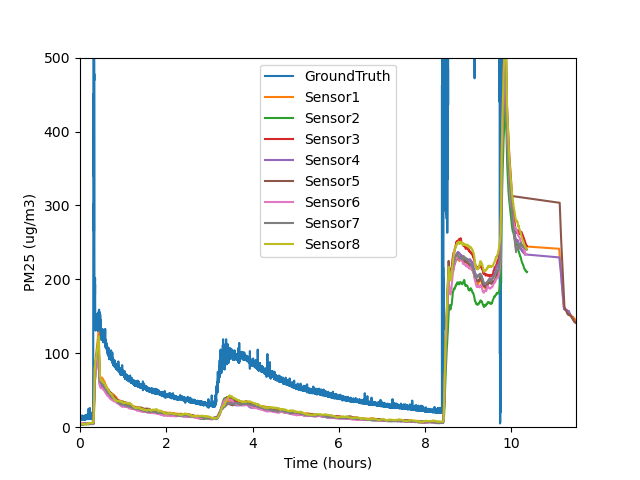 500
400
300
200
100
0
PM25 (ug/m3)
GroundTruth
Sensor1
Sensor2
Sensor3
Sensor4
Sensor5
Sensor6
Sensor7
Sensor8
0 2 4 6 8 10
Time (hours)